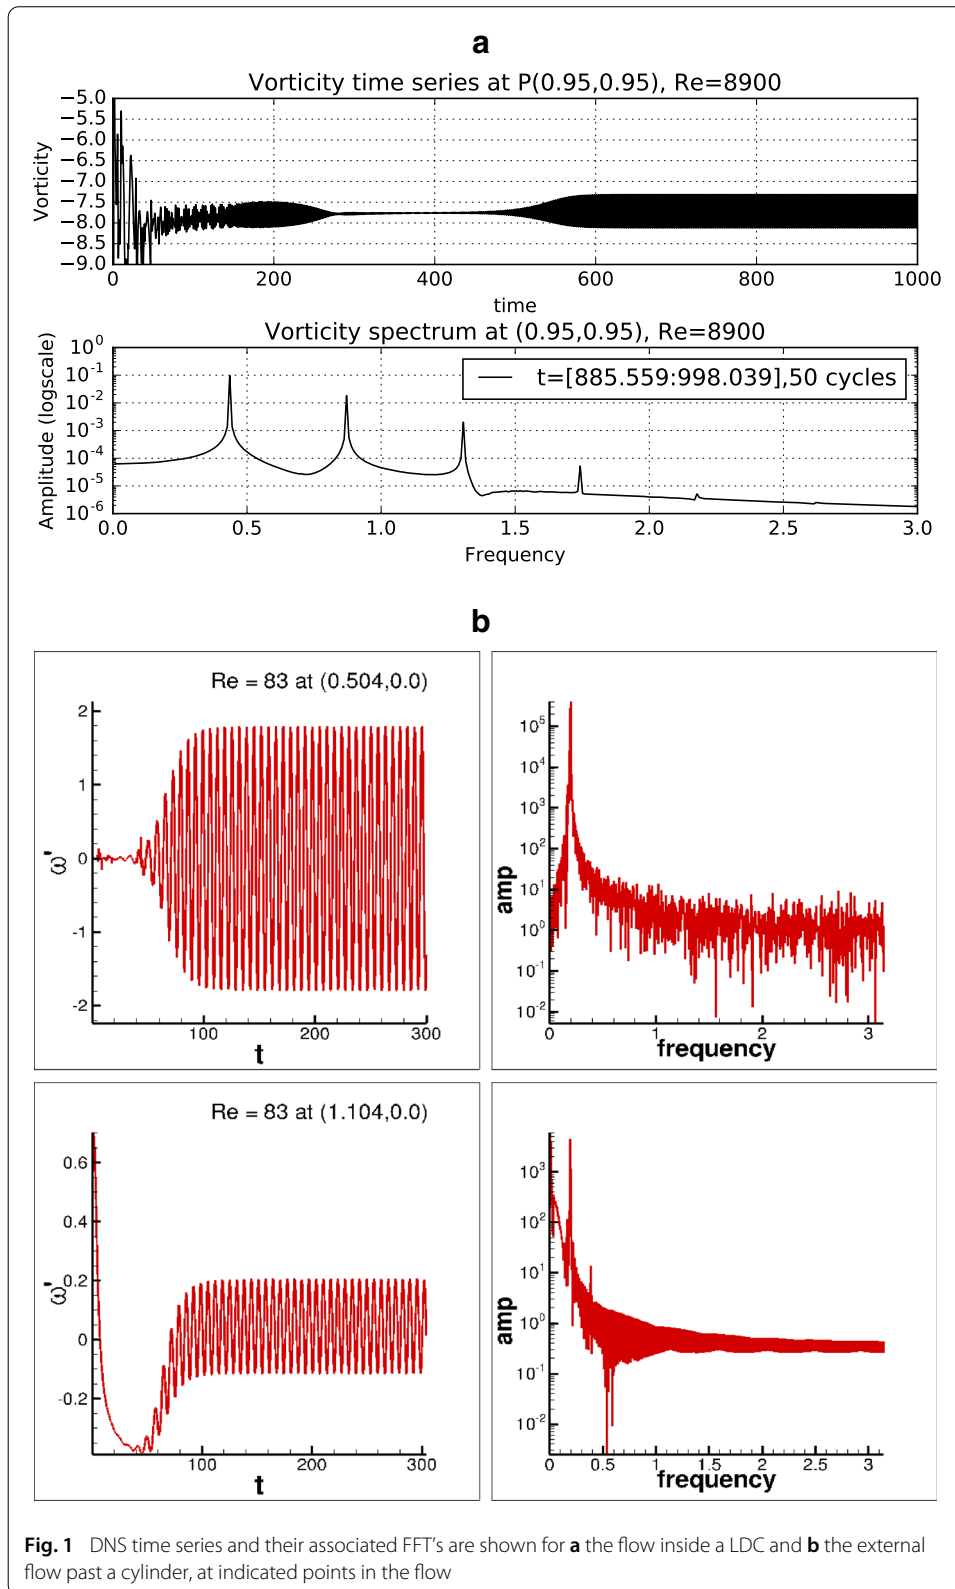 a
Vorticity time series at P(0.95,0.95), Re=8900
Vorticity
−5.0
−5.5
−6.0
−6.5
−7.0
−7.5
−8.0
−8.5
−9.0
0 200 400 600 800 1000
time
Vorticity spectrum at (0.95,0.95), Re=8900
Amplitude (logscale)
10^0
10^-1
10^-2
10^-3
10^-4
10^-5
10^-6
t=[885.559:998.039],50 cycles
0.0 0.5 1.0 1.5 2.0 2.5 3.0
Frequency
b
Re = 83 at (0.504,0.0)
ω'
2
1
0
-1
-2
100 200 300
t
amp
10^5
10^4
10^3
10^2
10^1
10^0
10^-1
10^-2
0 1 2 3
frequency
Re = 83 at (1.104,0.0)
ω'
0.6
0.4
0.2
0
-0.2
100 200 300
t
amp
10^3
10^2
10^1
10^0
10^-1
10^-2
0 0.5 1 1.5 2 2.5 3
frequency
Fig. 1 DNS time series and their associated FFT's are shown for a the flow inside a LDC and b the external
flow past a cylinder, at indicated points in the flow